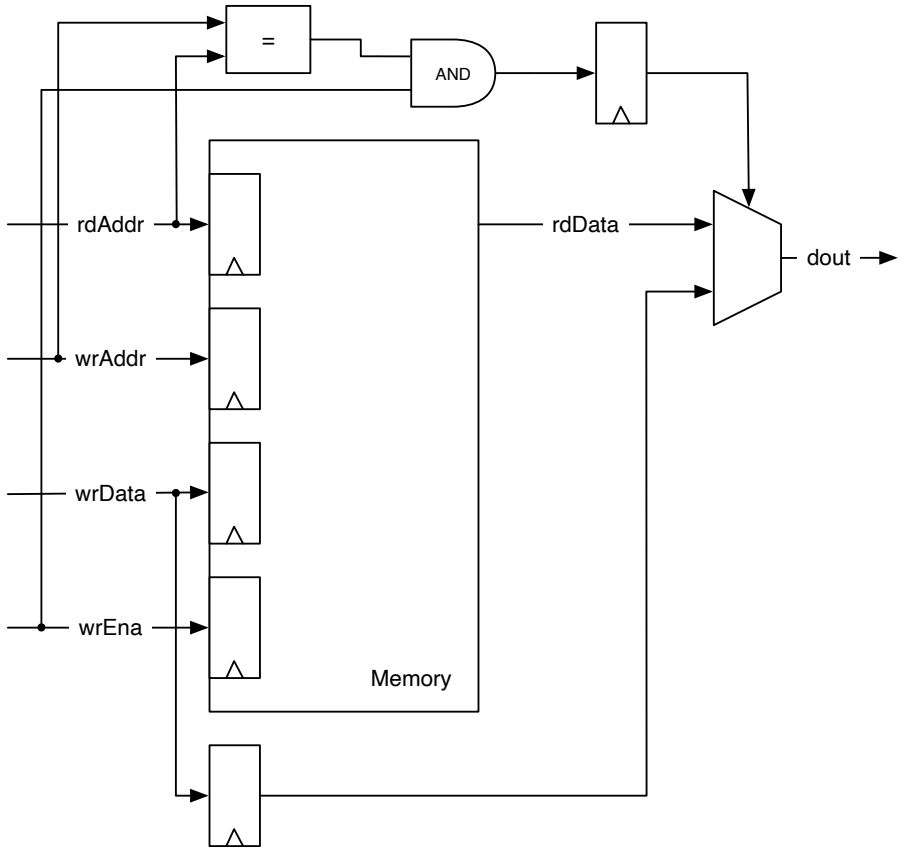 =
AND
rdAddr
rdData
dout
wrAddr
wrData
wrEna
Memory